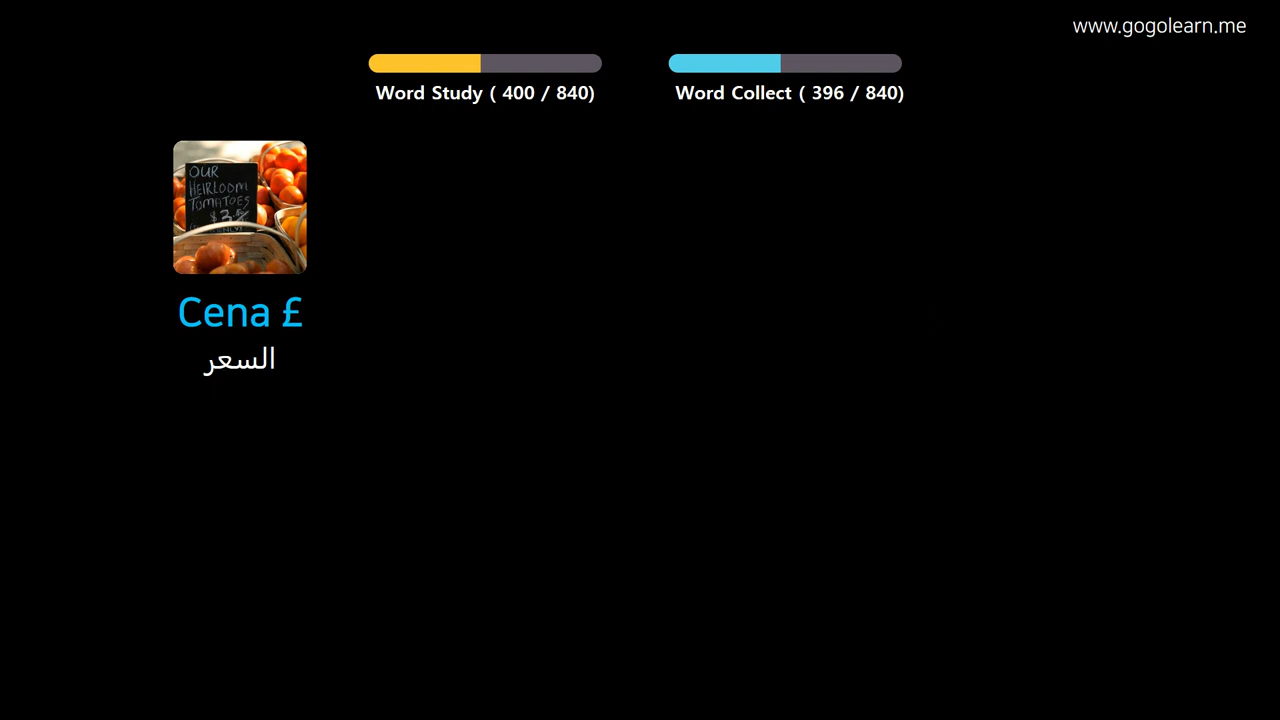 www.gogolearn.me
Word Study ( 400 / 840)
Word Collect ( 396 / 840)
OUR
HEIRLOOM
TOMATOES
Cena £
السعر